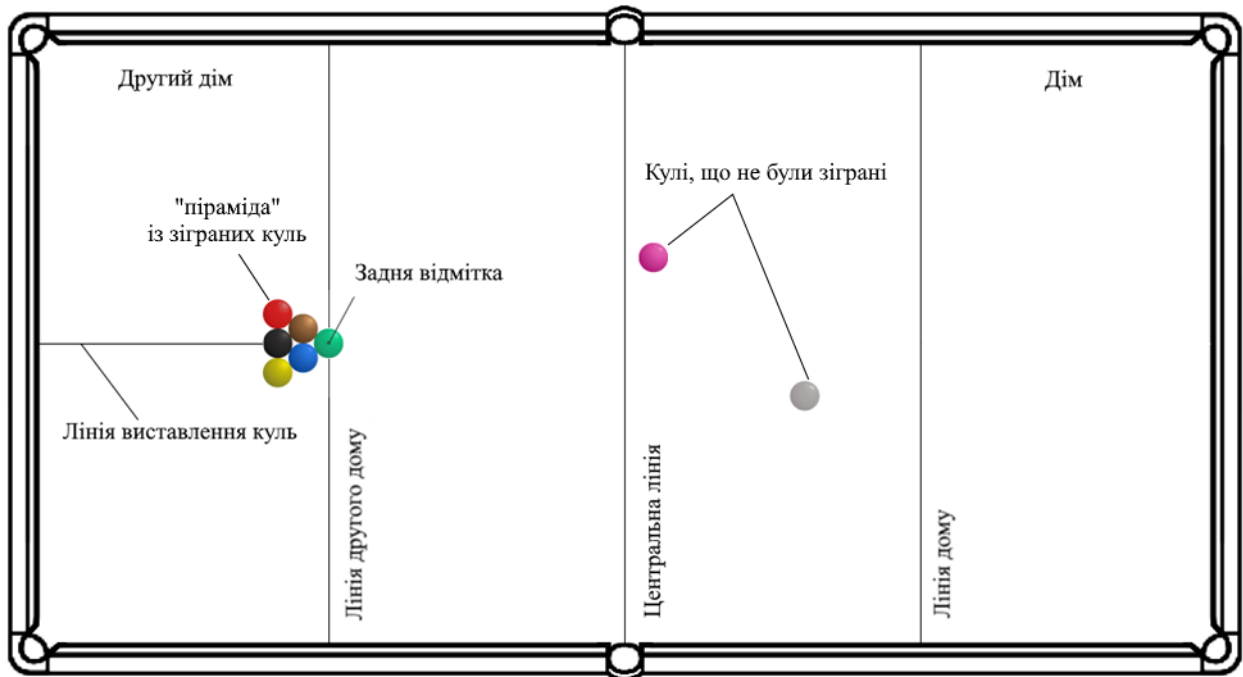 Другий дім
Дім
Кулі, що не були зіграні
"піраміда"
із зіграних куль
Задня відмітка
Лінія виставлення куль
Лінія другого дому
Центральна лінія
Лінія дому